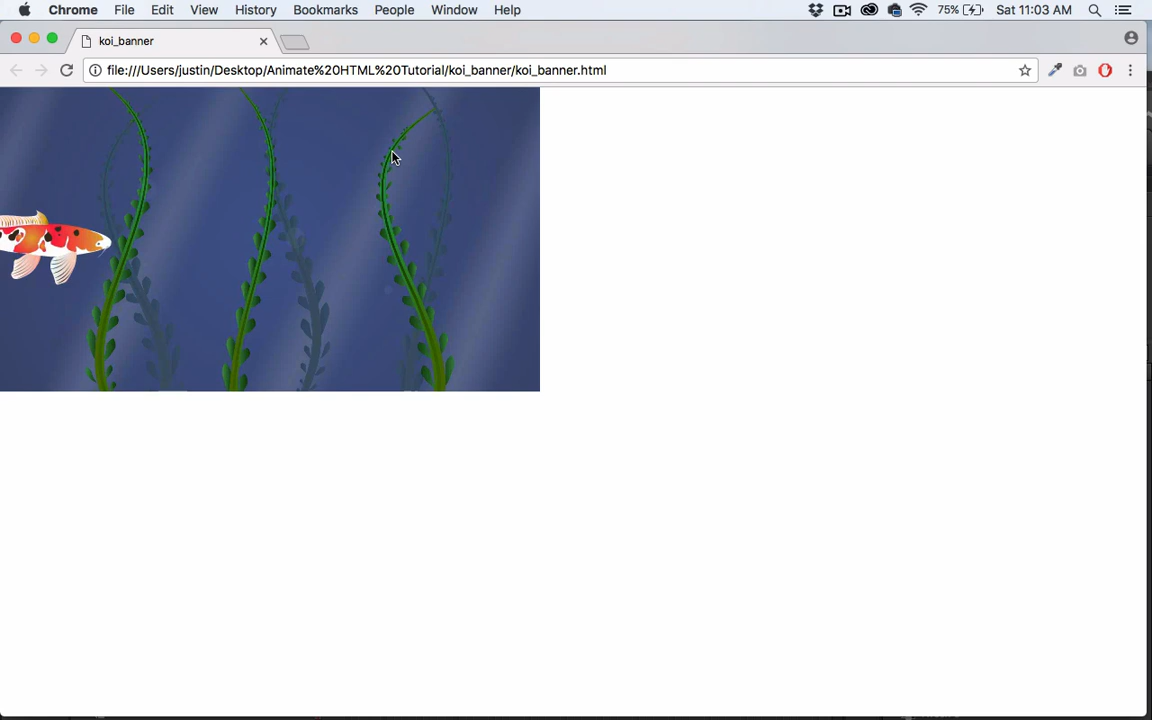 Chrome File Edit View History Bookmarks People Window Help 75% Sat 11:03 AM
koi_banner
file:///Users/justin/Desktop/Animate%20HTML%20Tutorial/koi_banner/koi_banner.html